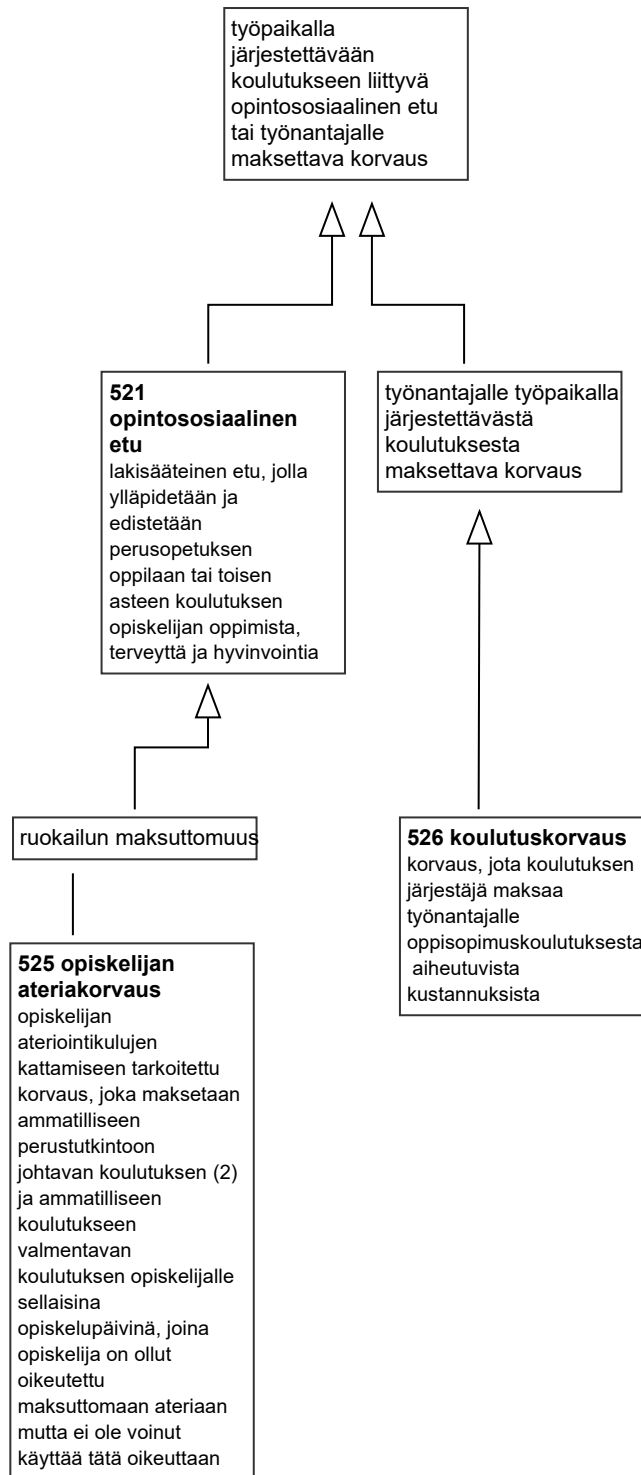 työpaikalla
järjestettävään
koulutukseen liittyvä
opintososiaalinen etu
tai työnantajalle
maksettava korvaus
521
opintososiaalinen
etu
lakisääteinen etu, jolla
ylläpidetään ja
edistetään
perusopetuksen
oppilaan tai toisen
asteen koulutuksen
opiskelijan oppimista,
terveyttä ja hyvinvointia
työnantajalle työpaikalla
järjestettävästä
koulutuksesta
maksettava korvaus
ruokailun maksuttomuus
526 koulutuskorvaus
korvaus, jota koulutuksen
järjestäjä maksaa
työnantajalle
oppisopimuskoulutuksesta
aiheutuvista
kustannuksista
525 opiskelijan
ateriakorvaus
opiskelijan
ateriointikulujen
kattamiseen tarkoitettu
korvaus, joka maksetaan
ammatilliseen
perustutkintoon
johtavan koulutuksen (2)
ja ammatilliseen
koulutukseen
valmentavan
koulutuksen opiskelijalle
sellaisina
opiskelupäivinä, joina
opiskelija on ollut
oikeutettu
maksuttomaan ateriaan
mutta ei ole voinut
käyttää tätä oikeuttaan